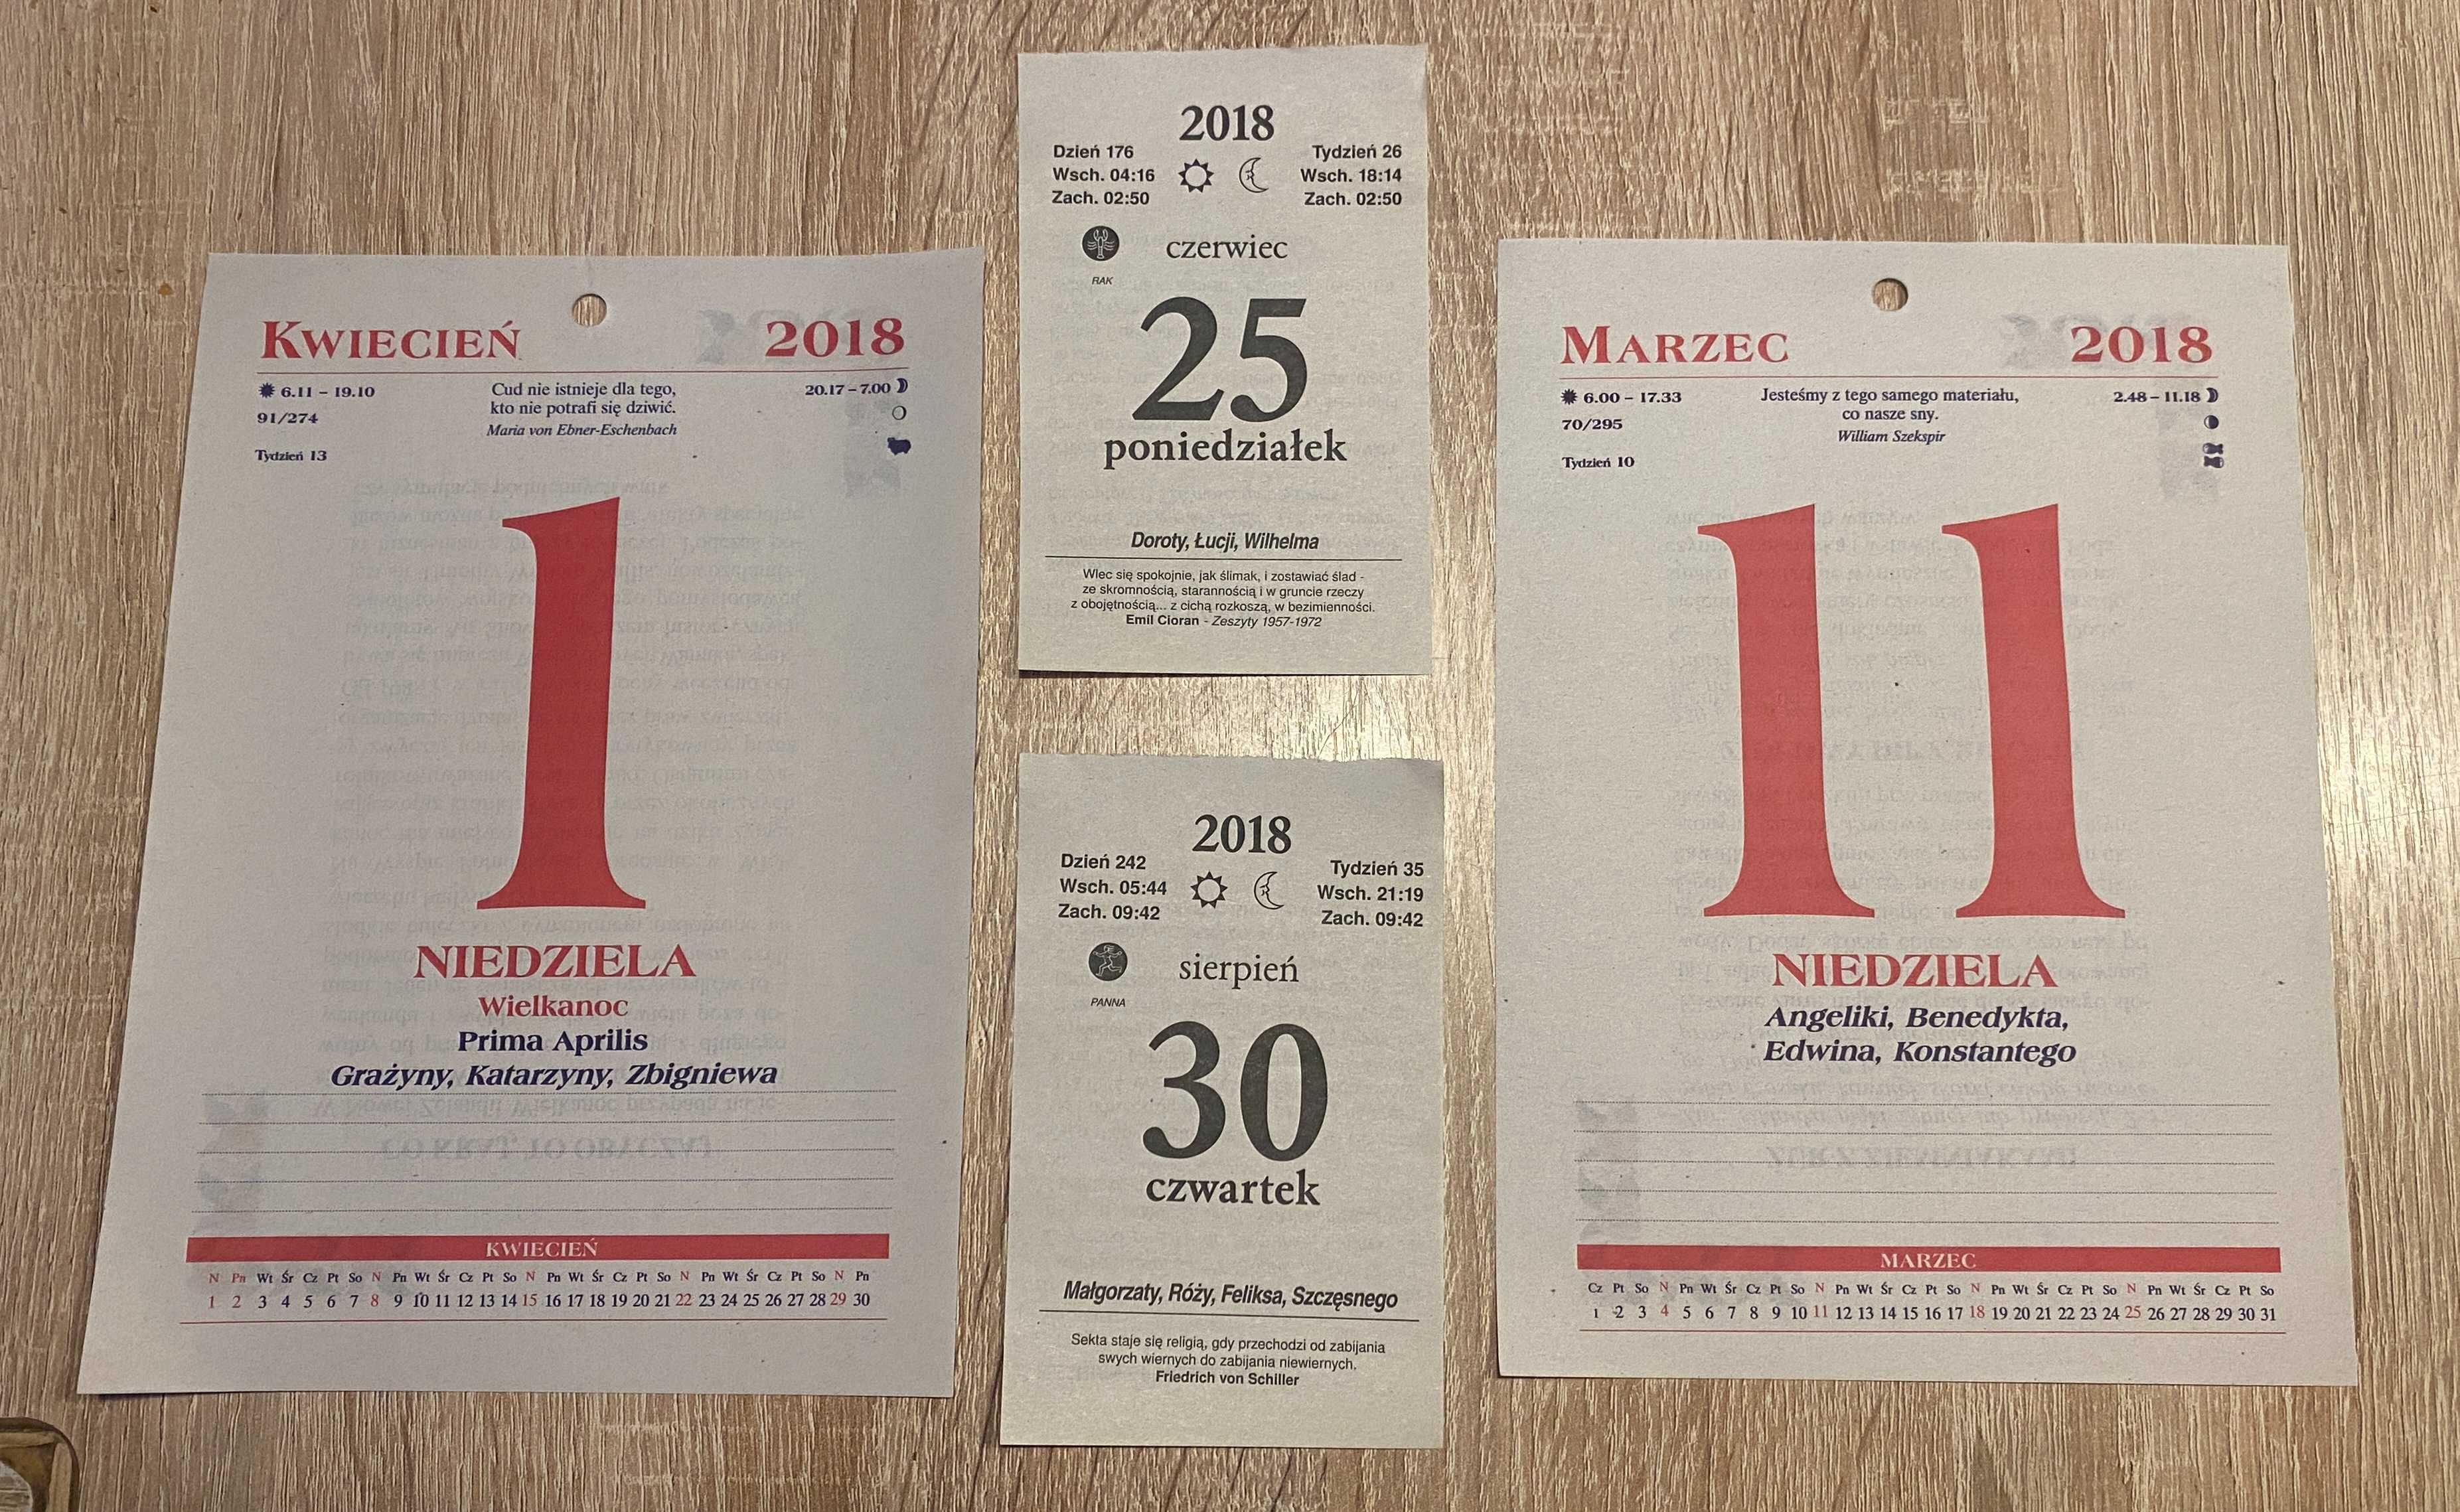 KWIECIEŃ 2018
6.11 – 19.10
91/274
Tydzień 13
Cud nie istnieje dla tego,
kto nie potrafi się dziwić.
Maria von Ebner-Eschenbach
20.17 – 7.00
1
NIEDZIELA
Wielkanoc
Prima Aprilis
Grażyny, Katarzyny, Zbigniewa
KWIECIEŃ
N Pn Wt Śr Cz Pt So N Pn Wt Śr Cz Pt So N Pn Wt Śr Cz Pt So N Pn Wt Śr Cz Pt So N Pn
1 2 3 4 5 6 7 8 9 10 11 12 13 14 15 16 17 18 19 20 21 22 23 24 25 26 27 28 29 30
2018
Dzień 176
Wsch. 04:16
Zach. 02:50
Tydzień 26
Wsch. 18:14
Zach. 02:50
RAK
czerwiec
25
poniedziałek
Doroty, Łucji, Wilhelma
Wlec się spokojnie, jak ślimak, i zostawiać ślad -
ze skromnością, starannością i w gruncie rzeczy
z obojętnością... z cichą rozkoszą, w bezimienności.
Emil Cioran - Zeszyty 1957-1972
2018
Dzień 242
Wsch. 05:44
Zach. 09:42
Tydzień 35
Wsch. 21:19
Zach. 09:42
PANNA
sierpień
30
czwartek
Małgorzaty, Róży, Feliksa, Szczęsnego
Sekta staje się religią, gdy przechodzi od zabijania
swych wiernych do zabijania niewiernych.
Friedrich von Schiller
MARZEC 2018
6.00 – 17.33
70/295
Tydzień 10
Jesteśmy z tego samego materiału,
co nasze sny.
William Szekspir
2.48 – 11.18
11
NIEDZIELA
Angeliki, Benedykta,
Edwina, Konstantego
MARZEC
Cz Pt So N Pn Wt Śr Cz Pt So N Pn Wt Śr Cz Pt So N Pn Wt Śr Cz Pt So N Pn Wt Śr Cz Pt So
1 2 3 4 5 6 7 8 9 10 11 12 13 14 15 16 17 18 19 20 21 22 23 24 25 26 27 28 29 30 31